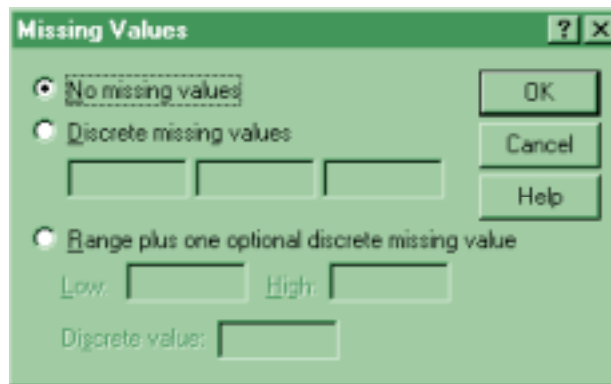 Missing Values
No missing values
OK
Discrete missing values
Cancel
Help
Range plus one optional discrete missing value
Low: High:
Discrete value: